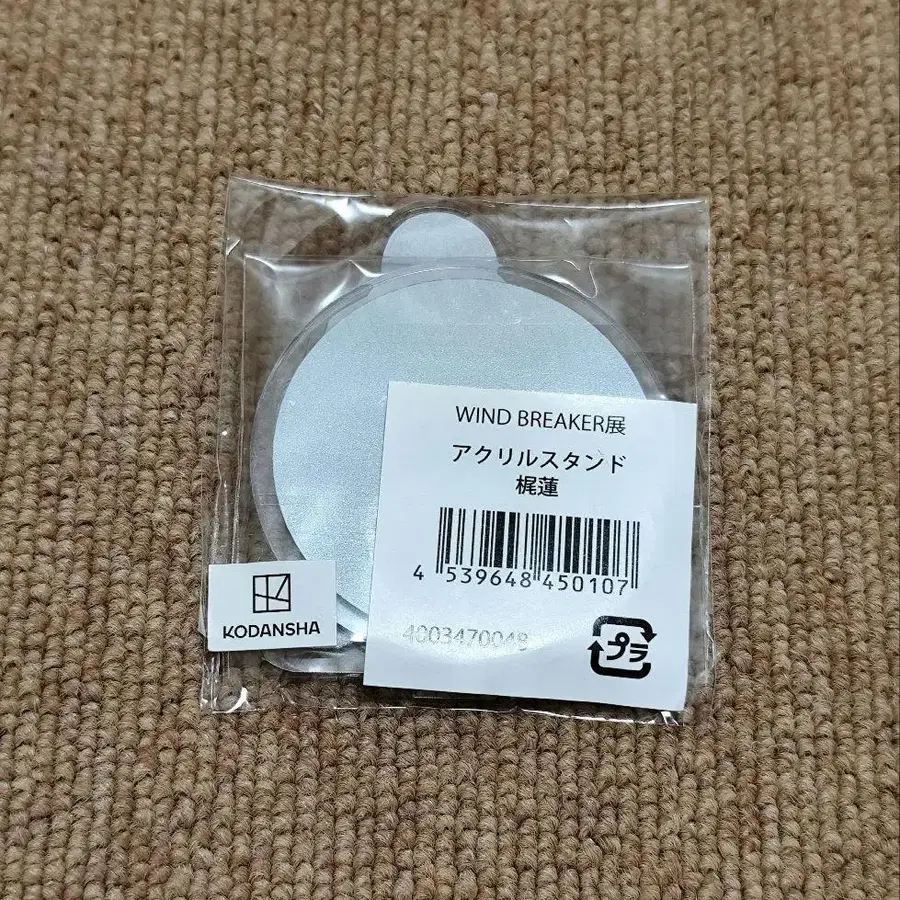 WIND BREAKER展
アクリルスタンド
梶蓮
4 539648 450107
4003470048
プラ
KODANSHA